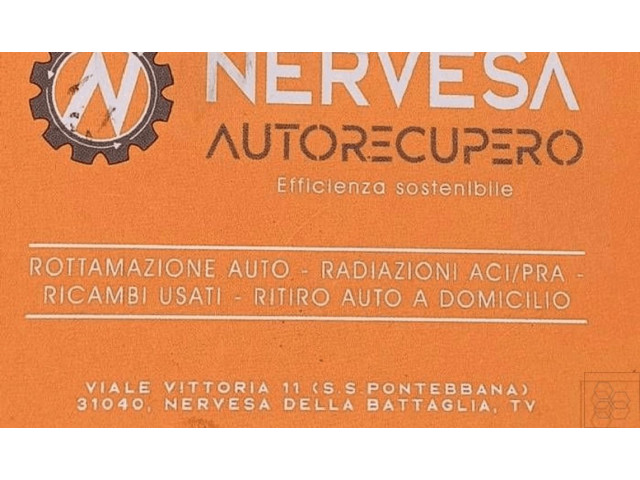 N
NERVESA
AUTORECUPERO
Efficienza sostenibile
ROTTAMAZIONE AUTO - RADIAZIONI ACI/PRA -
RICAMBI USATI - RITIRO AUTO A DOMICILIO
VIALE VITTORIA 11 (S.S.PONTEBBANA)
31040, NERVESA DELLA BATTAGLIA, TV